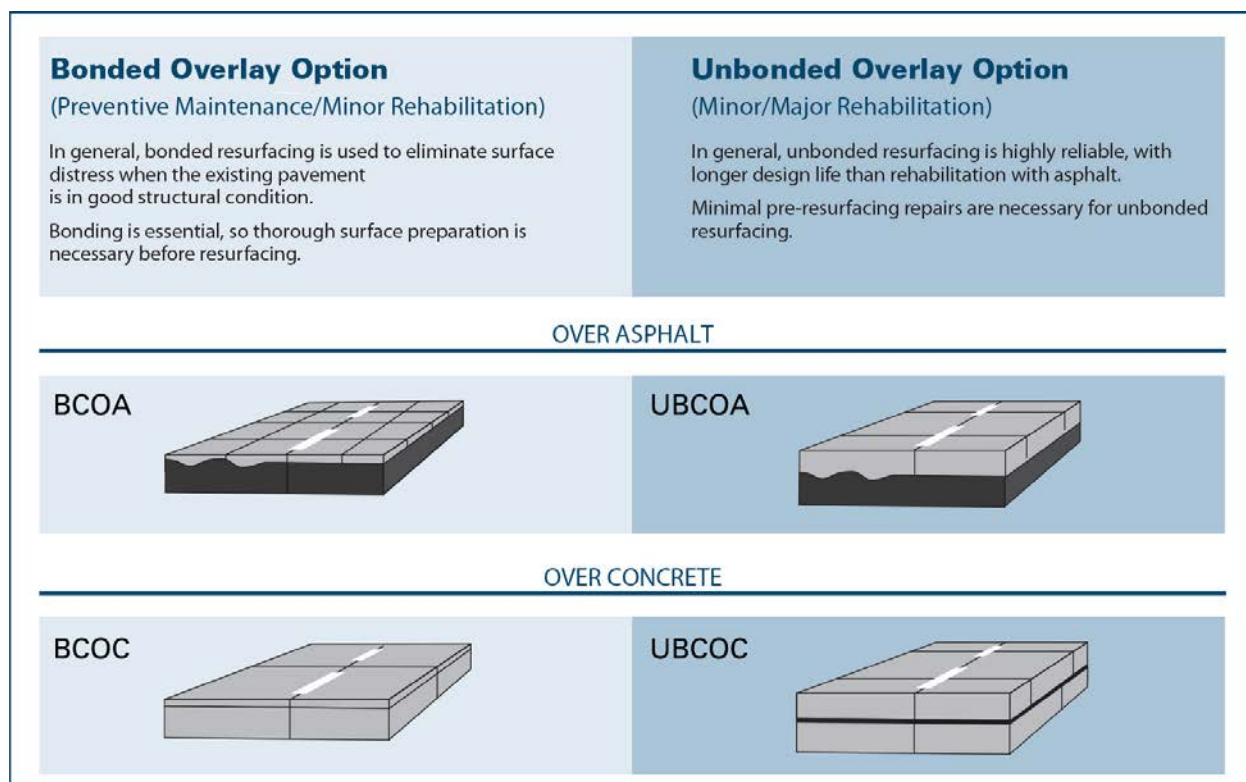 Bonded Overlay Option
(Preventive Maintenance/Minor Rehabilitation)
In general, bonded resurfacing is used to eliminate surface
distress when the existing pavement
is in good structural condition.
Bonding is essential, so thorough surface preparation is
necessary before resurfacing.
Unbonded Overlay Option
(Minor/Major Rehabilitation)
In general, unbonded resurfacing is highly reliable, with
longer design life than rehabilitation with asphalt.
Minimal pre-resurfacing repairs are necessary for unbonded
resurfacing.
OVER ASPHALT
BCOA
UBCOA
OVER CONCRETE
BCOC
UBCOC